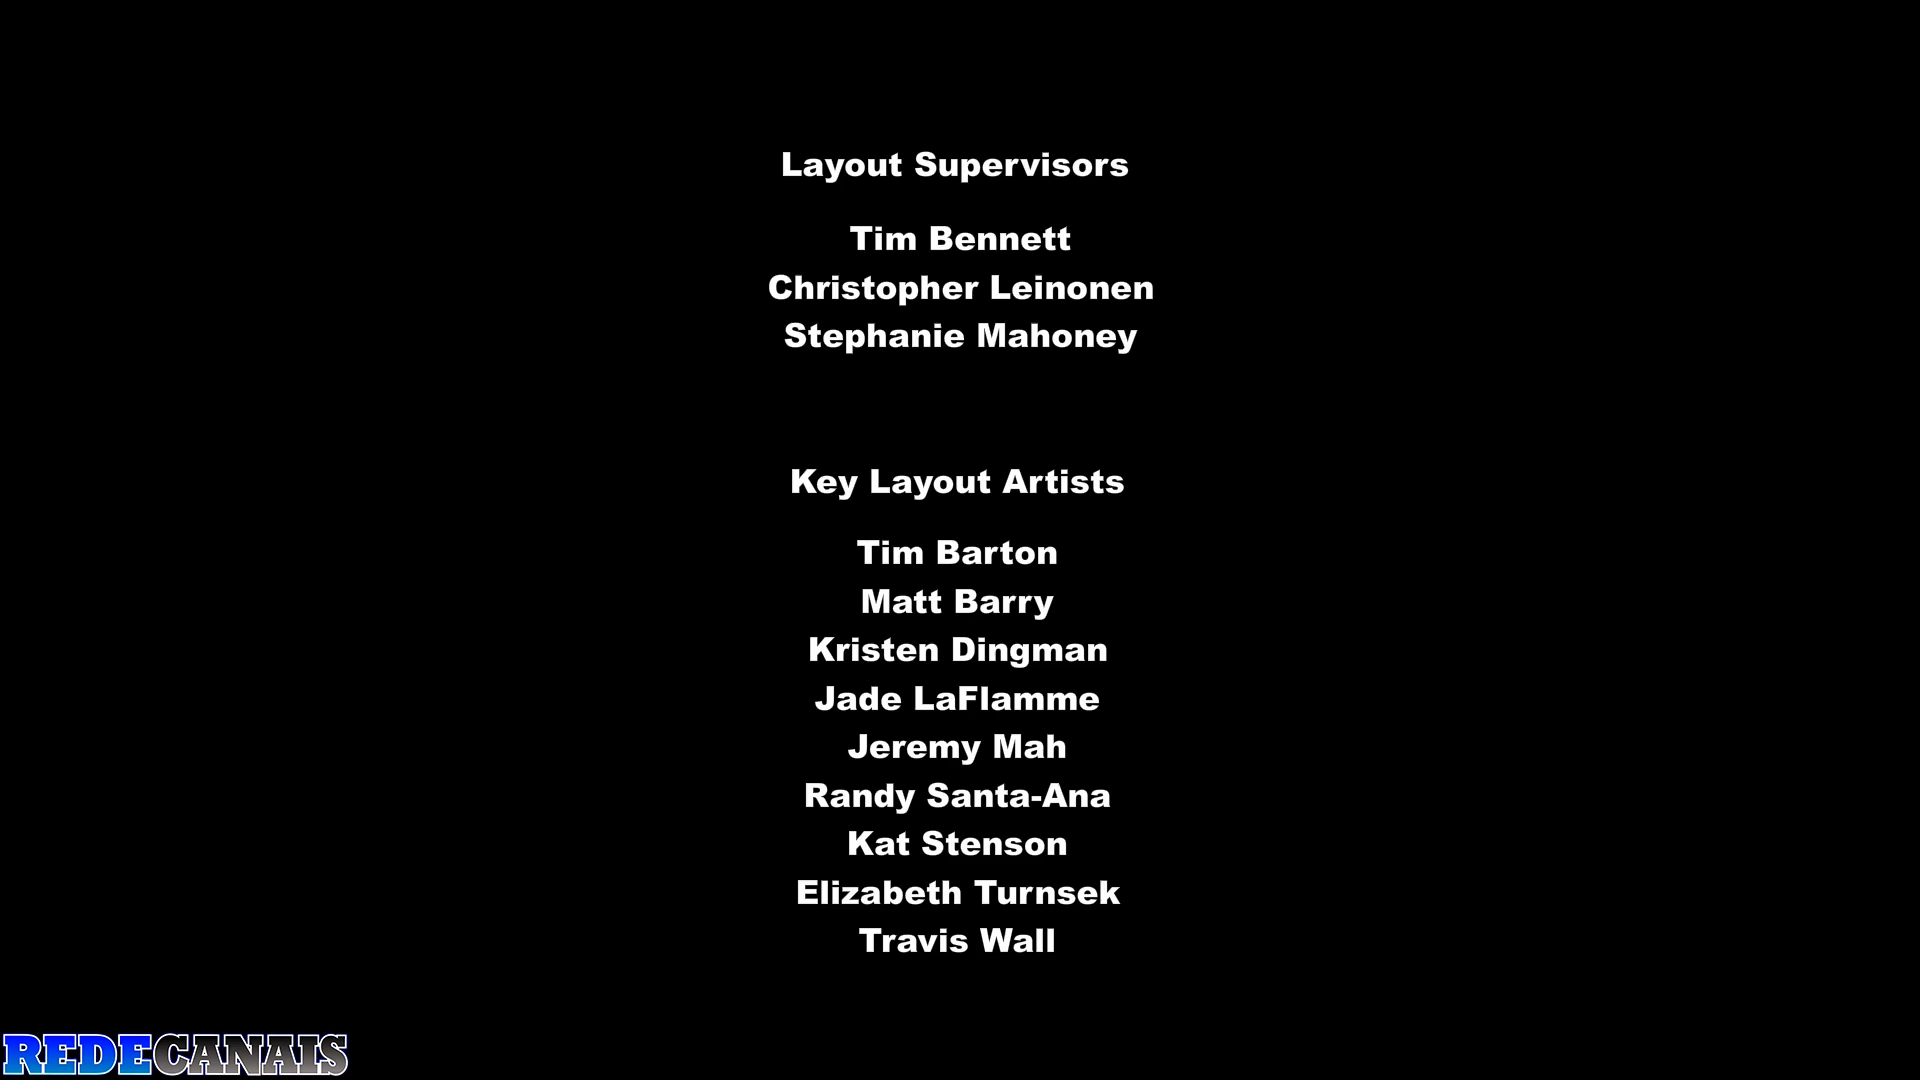 Layout Supervisors
Tim Bennett
Christopher Leinonen
Stephanie Mahoney
Key Layout Artists
Tim Barton
Matt Barry
Kristen Dingman
Jade LaFlamme
Jeremy Mah
Randy Santa-Ana
Kat Stenson
Elizabeth Turnsek
Travis Wall
REDECANAIS